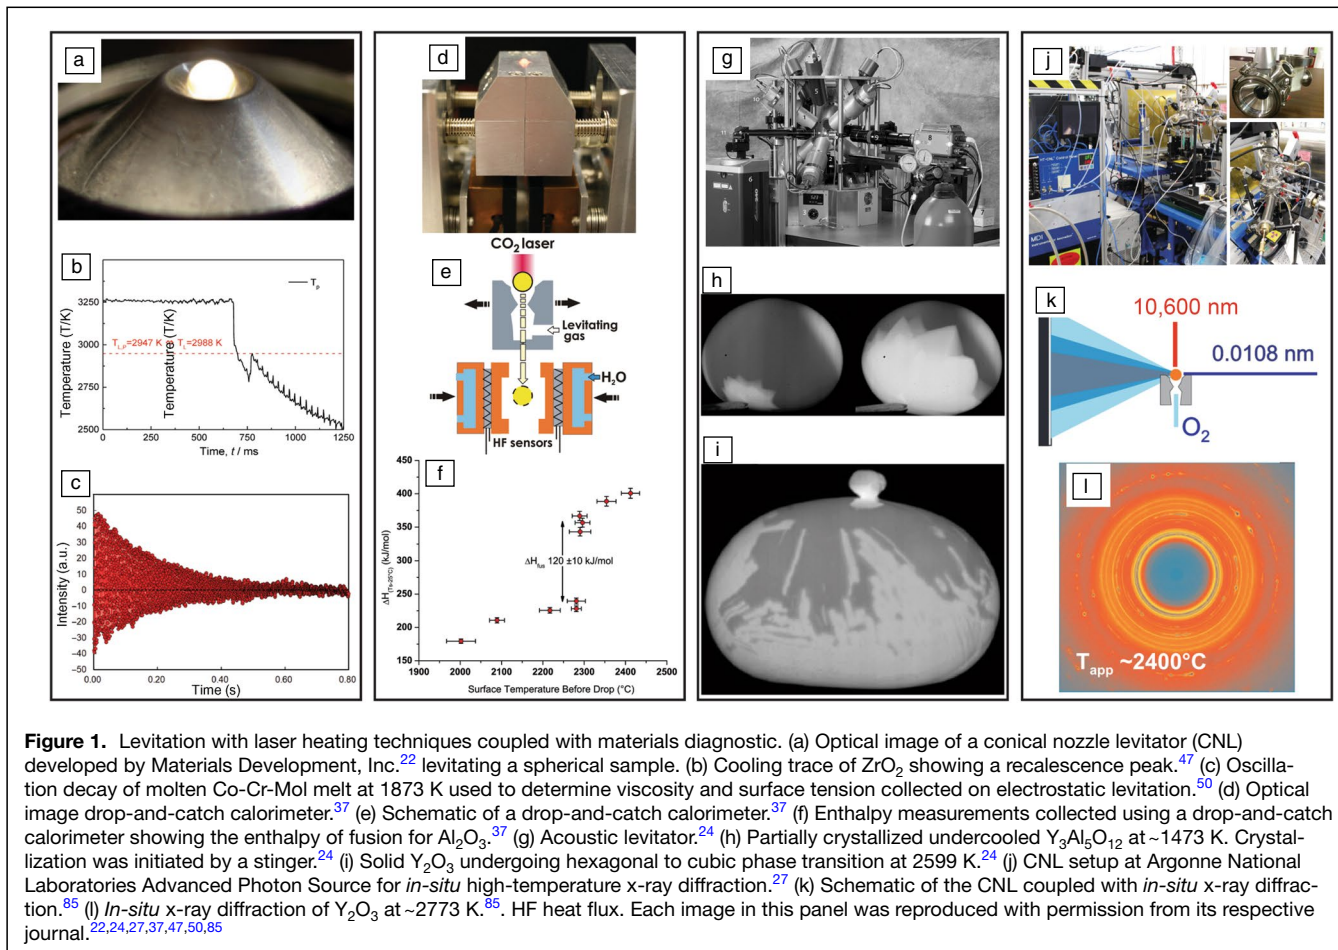 a
b
T_p
3250
3000
2750
2500
Temperature (T/K)
Temperature (T/K)
T_L,P=2947 K
T_L=2988 K
0
250
500
750
1000
1250
Time, t / ms
c
50
40
30
20
10
0
−10
−20
−30
−40
−50
Intensity (a.u.)
0.00
0.20
0.40
0.60
0.80
Time (s)
d
CO2 laser
e
Levitating
gas
H2O
HF sensors
f
450
400
350
300
250
200
150
ΔH(Ts-25°C) (kJ/mol)
ΔHfus 120 ±10 kJ/mol
1900
2000
2100
2200
2300
2400
2500
Surface Temperature Before Drop (°C)
g
5
10
11
8
6
7
h
i
j
MDI
k
10,600 nm
0.0108 nm
O2
l
Tapp ~2400°C
Figure 1. Levitation with laser heating techniques coupled with materials diagnostic. (a) Optical image of a conical nozzle levitator (CNL)
developed by Materials Development, Inc.22 levitating a spherical sample. (b) Cooling trace of ZrO2 showing a recalescence peak.47 (c) Oscilla-
tion decay of molten Co-Cr-Mol melt at 1873 K used to determine viscosity and surface tension collected on electrostatic levitation.50 (d) Optical
image drop-and-catch calorimeter.37 (e) Schematic of a drop-and-catch calorimeter.37 (f) Enthalpy measurements collected using a drop-and-catch
calorimeter showing the enthalpy of fusion for Al2O3.37 (g) Acoustic levitator.24 (h) Partially crystallized undercooled Y3Al5O12 at ~1473 K. Crystal-
lization was initiated by a stinger.24 (i) Solid Y2O3 undergoing hexagonal to cubic phase transition at 2599 K.24 (j) CNL setup at Argonne National
Laboratories Advanced Photon Source for in-situ high-temperature x-ray diffraction.27 (k) Schematic of the CNL coupled with in-situ x-ray diffrac-
tion.85 (l) In-situ x-ray diffraction of Y2O3 at ~2773 K.85. HF heat flux. Each image in this panel was reproduced with permission from its respective
journal.22,24,27,37,47,50,85